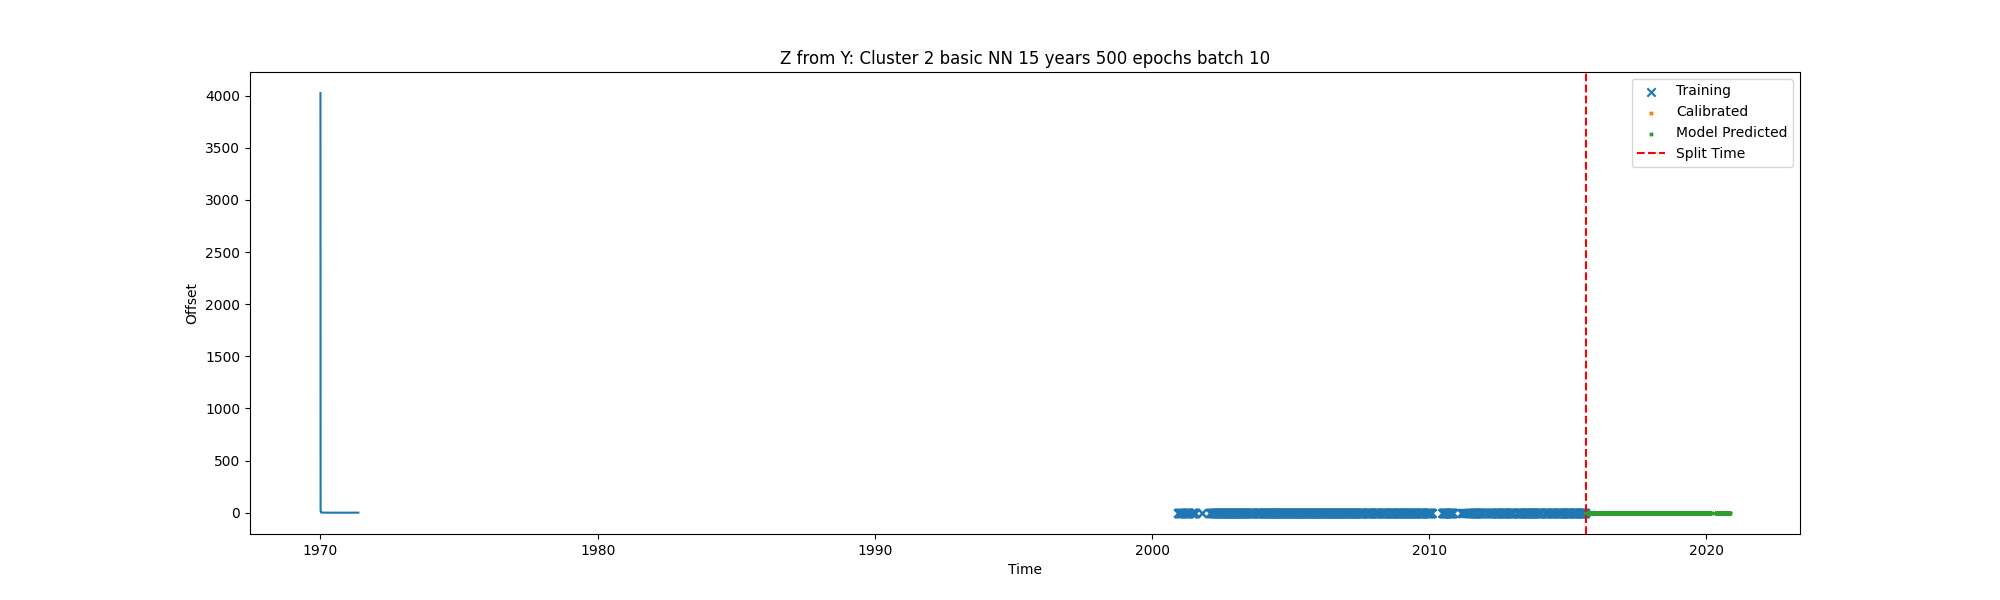 Z from Y: Cluster 2 basic NN 15 years 500 epochs batch 10
Training
Calibrated
Model Predicted
Split Time
4000
3500
3000
2500
2000
1500
1000
500
0
Offset
1970
1980
1990
2000
2010
2020
Time